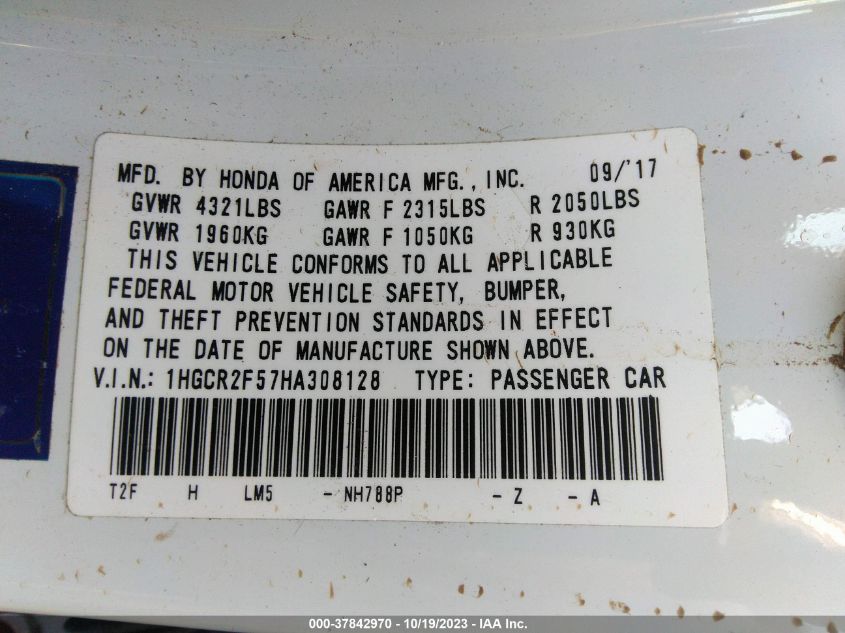 MFD. BY HONDA OF AMERICA MFG., INC. 09/'17
GVWR 4321LBS GAWR F 2315LBS R 2050LBS
GVWR 1960KG GAWR F 1050KG R 930KG
THIS VEHICLE CONFORMS TO ALL APPLICABLE
FEDERAL MOTOR VEHICLE SAFETY, BUMPER,
AND THEFT PREVENTION STANDARDS IN EFFECT
ON THE DATE OF MANUFACTURE SHOWN ABOVE.
V.I.N.: 1HGCR2F57HA308128 TYPE: PASSENGER CAR
T2F H LM5 - NH788P - Z - A
000-37842970 - 10/19/2023 - IAA Inc.